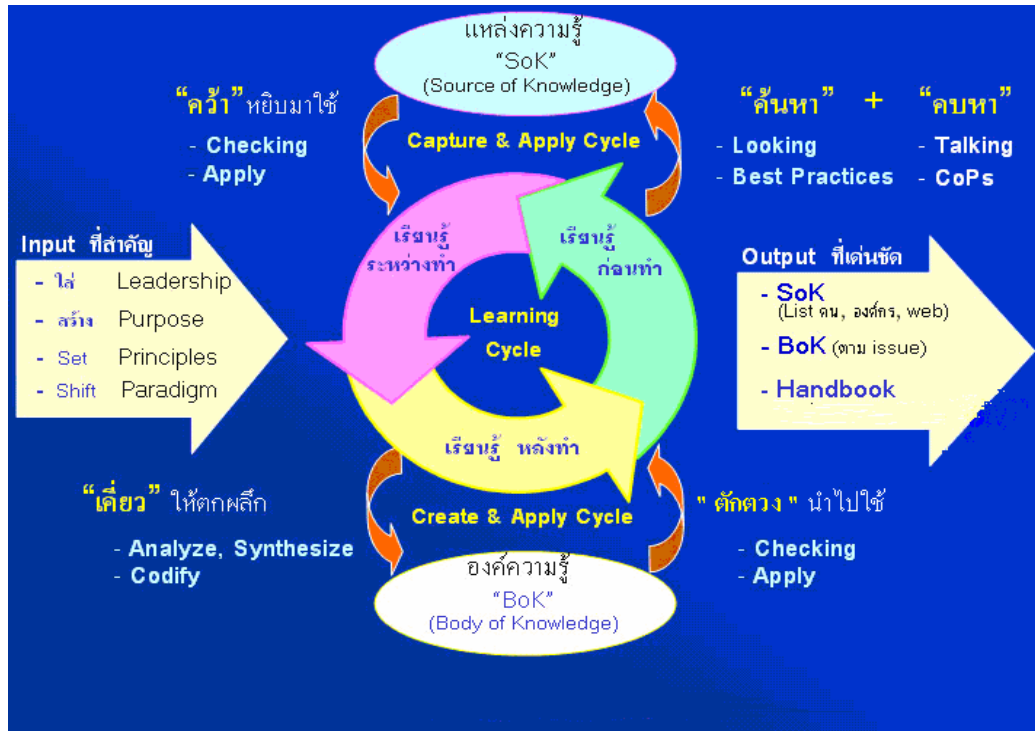 แหล่งความรู้
“SoK”
(Source of Knowledge)
“คว้า” หยิบมาใช้
- Checking
- Apply
Capture & Apply Cycle
“ค้นหา” + “คบหา”
- Looking
- Best Practices
- Talking
- CoPs
Input ที่สำคัญ
- ใส่ Leadership
- สร้าง Purpose
- Set Principles
- Shift Paradigm
เรียนรู้
ระหว่างทำ
เรียนรู้
ก่อนทำ
Learning
Cycle
เรียนรู้ หลังทำ
Output ที่เด่นชัด
- SoK
(List คน, องค์กร, web)
- BoK (ตาม issue)
- Handbook
“เคี่ยว” ให้ตกผลึก
- Analyze, Synthesize
- Codify
Create & Apply Cycle
" ตักตวง " นำไปใช้
- Checking
- Apply
องค์ความรู้
“BoK”
(Body of Knowledge)